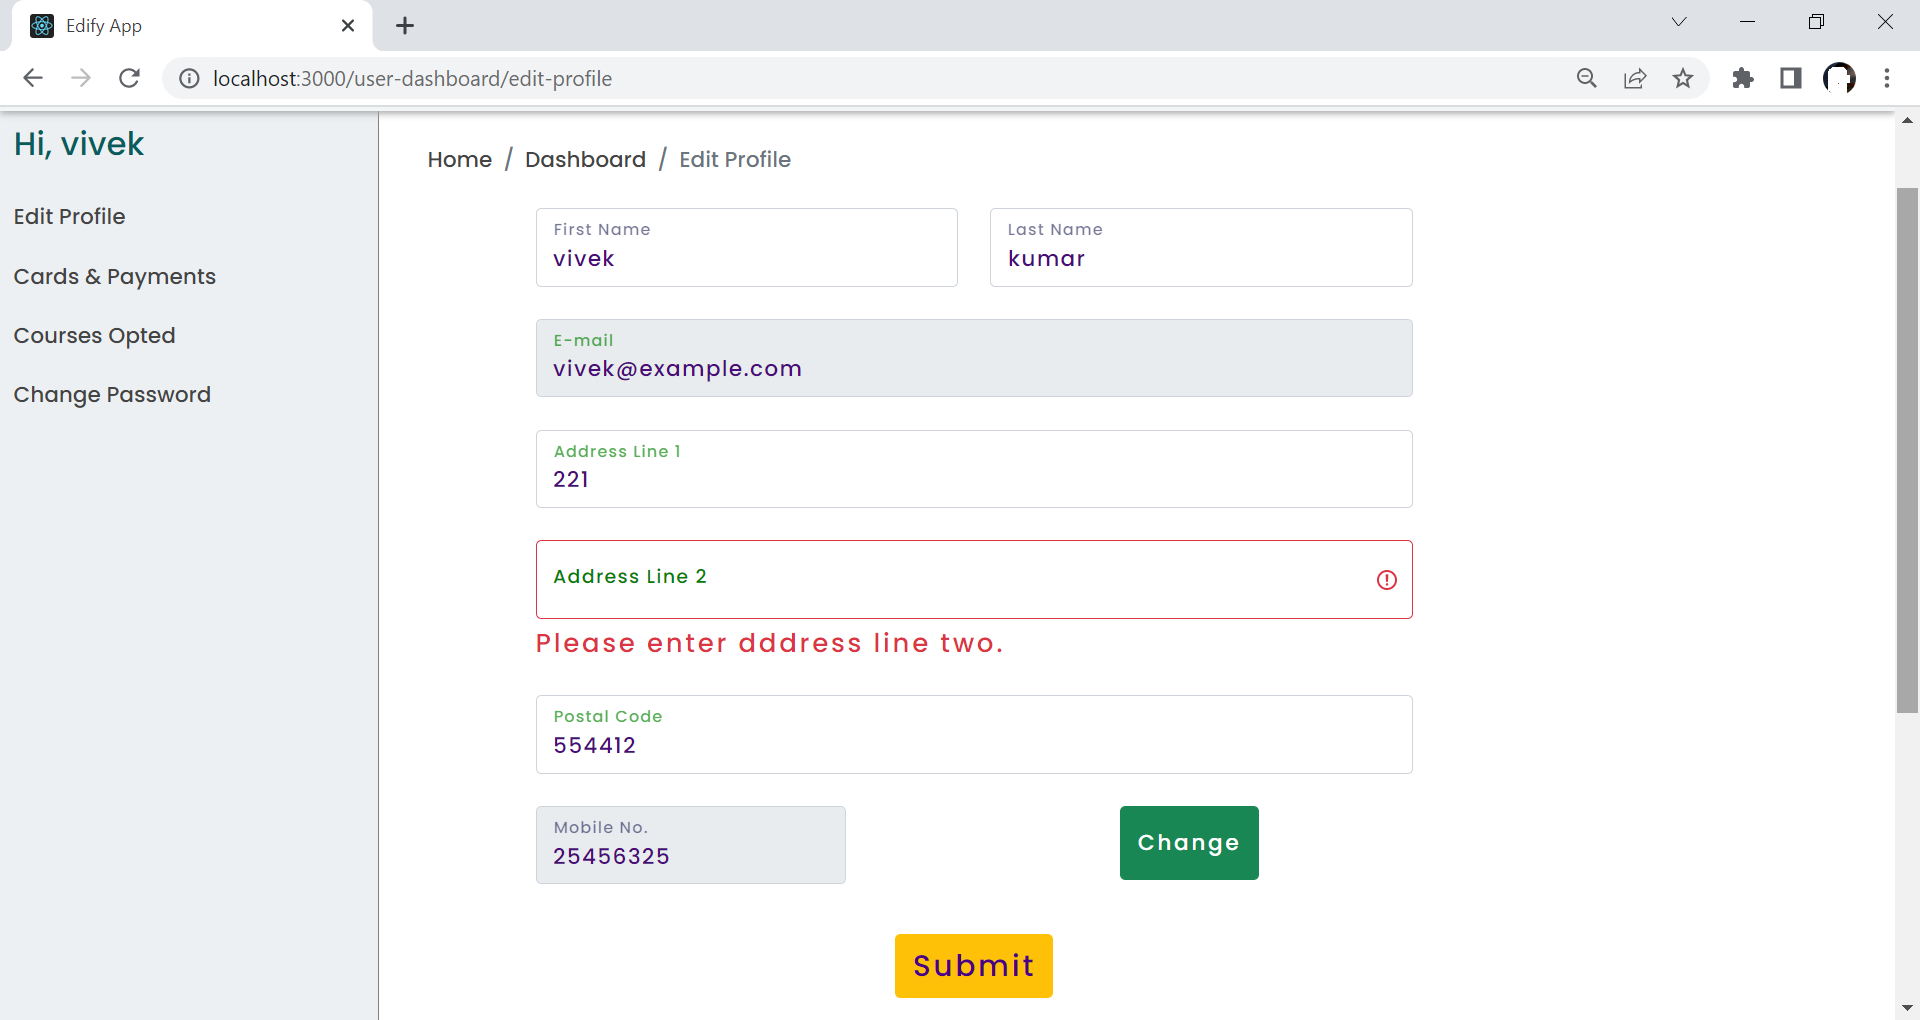 Edify App
localhost:3000/user-dashboard/edit-profile
Hi, vivek
Edit Profile
Cards & Payments
Courses Opted
Change Password
Home / Dashboard / Edit Profile
First Name
vivek
Last Name
kumar
E-mail
vivek@example.com
Address Line 1
221
Address Line 2
Please enter dddress line two.
Postal Code
554412
Mobile No.
25456325
Change
Submit